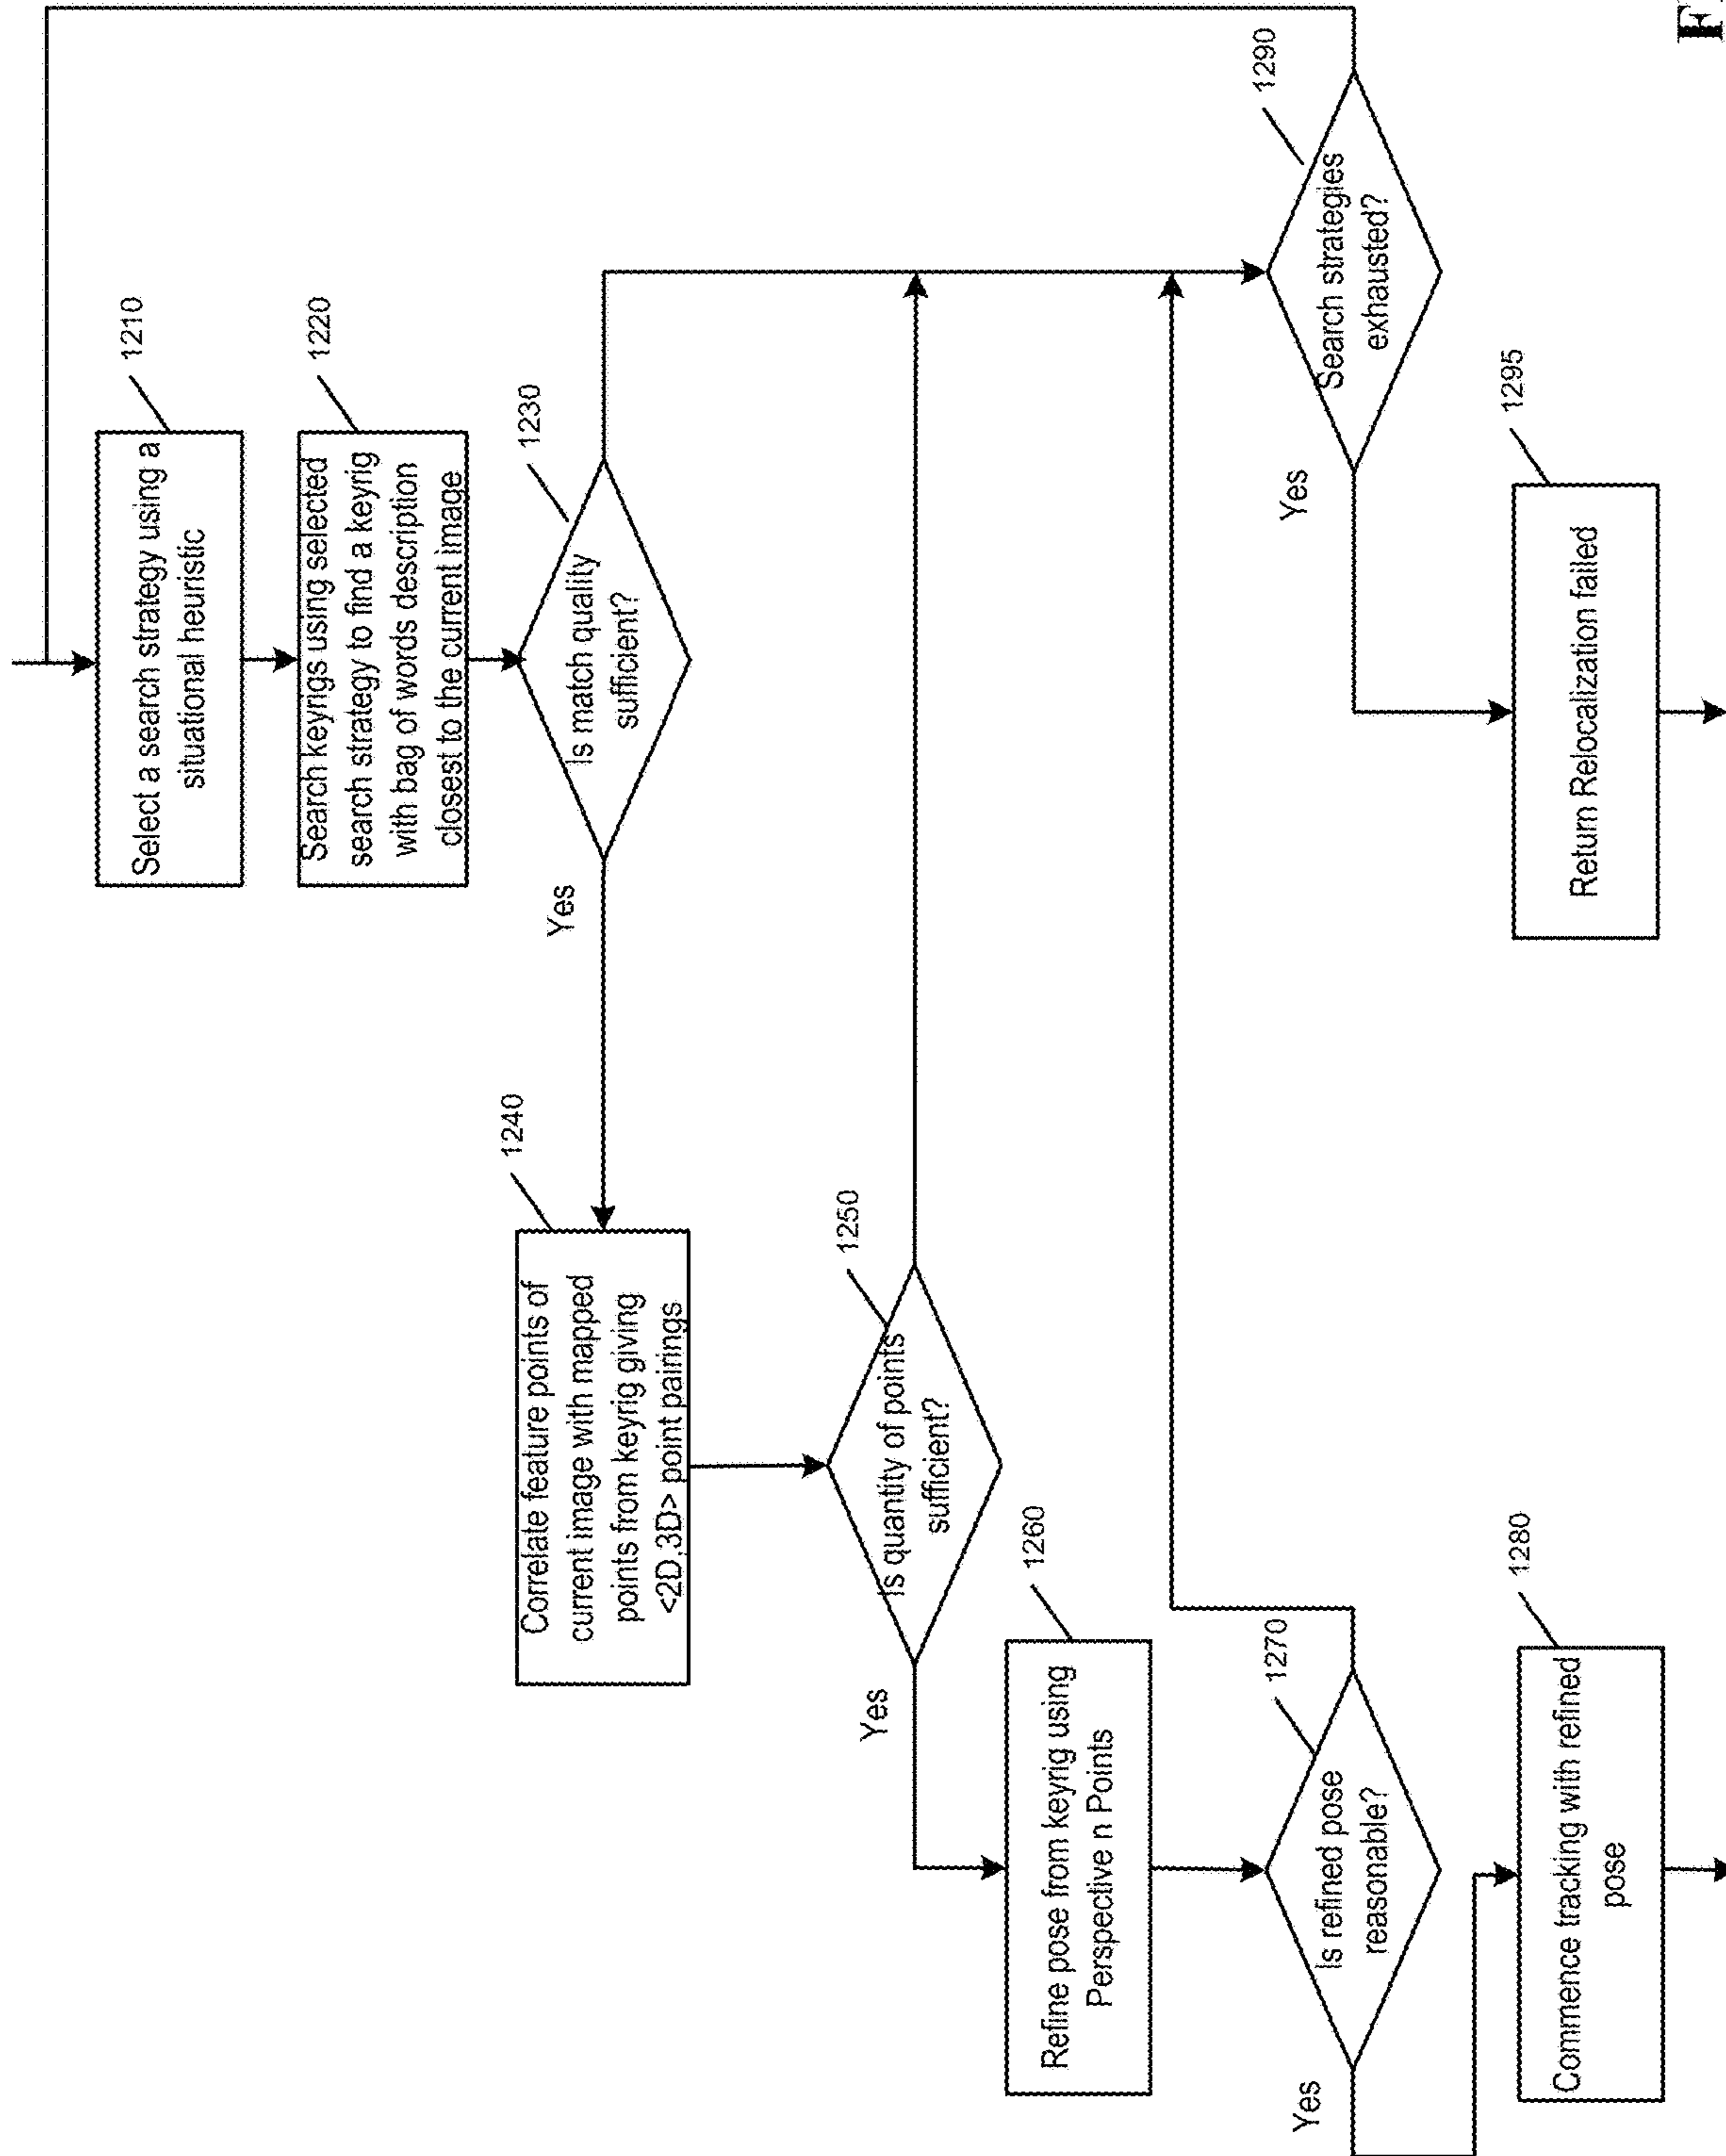 1210
Select a search strategy using a
situational heuristic
1220
Search keyrigs using selected
search strategy to find a keyrig
with bag of words description
closest to the current image
1230
Is match quality
sufficient?
Yes
1240
Correlate feature points of
current image with mapped
points from keyrig giving
<2D,3D> point pairings
1250
Is quantity of points
sufficient?
Yes
1260
Refine pose from keyrig using
Perspective n Points
1270
Is refined pose
reasonable?
Yes
1280
Commence tracking with refined
pose
1290
Search strategies
exhausted?
Yes
1295
Return Relocalization failed
F